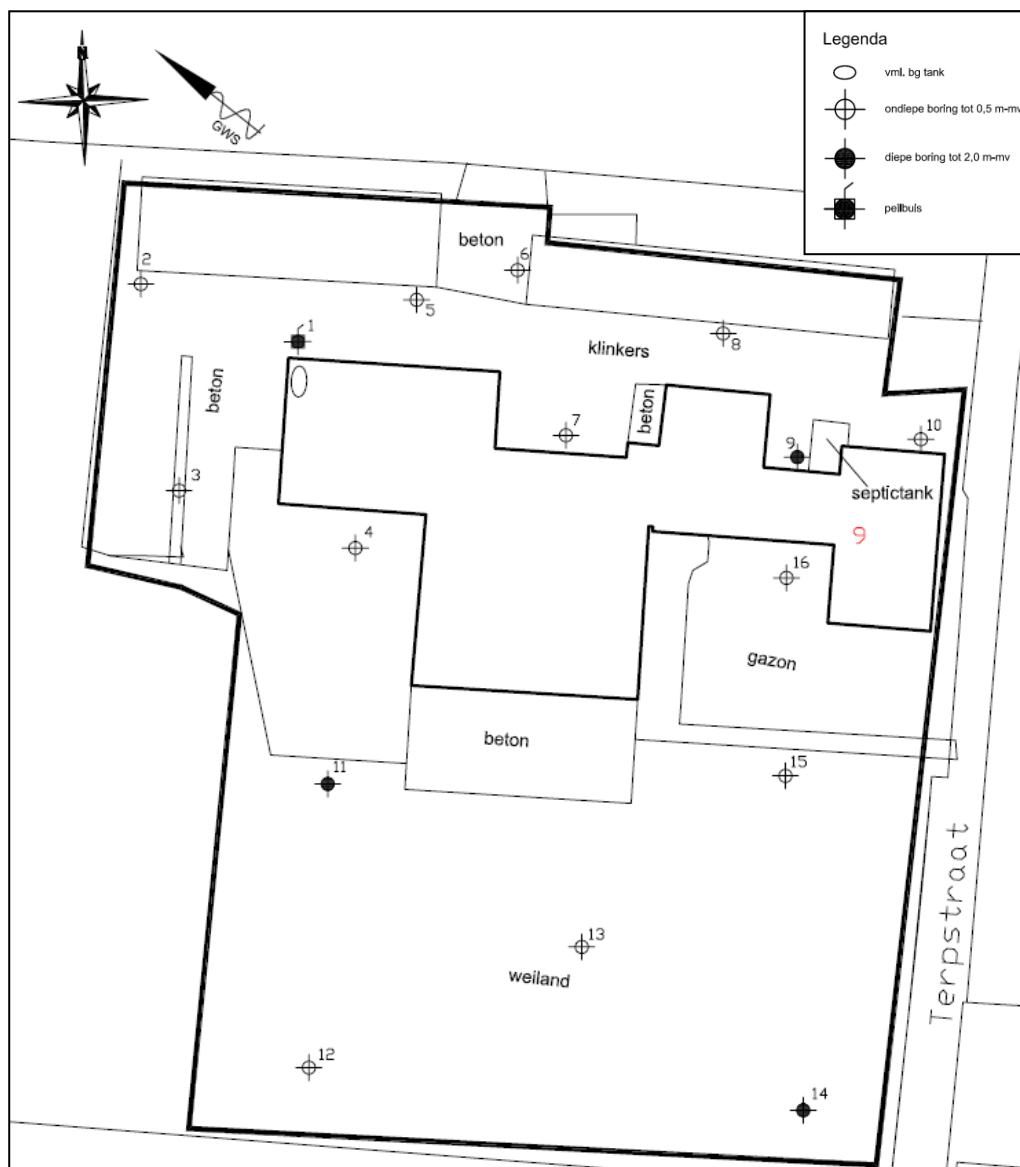 N
GWS
Legenda
vml. bg tank
ondiepe boring tot 0,5 m-mv
diepe boring tot 2,0 m-mv
peilbuis
beton
6
2
5
1
8
klinkers
beton
beton
7
10
9
septictank
3
9
4
16
gazon
beton
15
11
Terpstraat
13
weiland
12
14